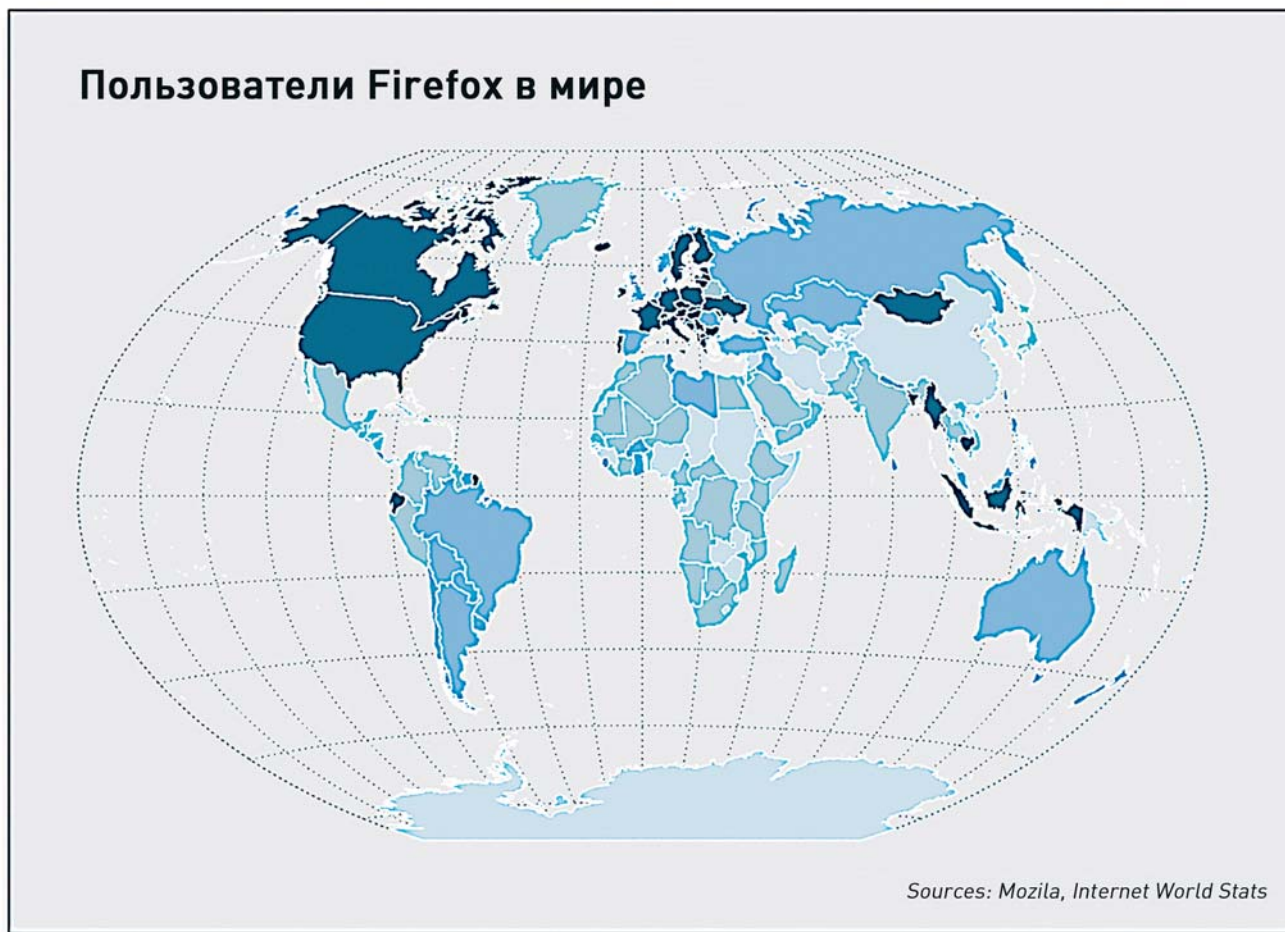 Пользователи Firefox в мире
Sources: Mozila, Internet World Stats